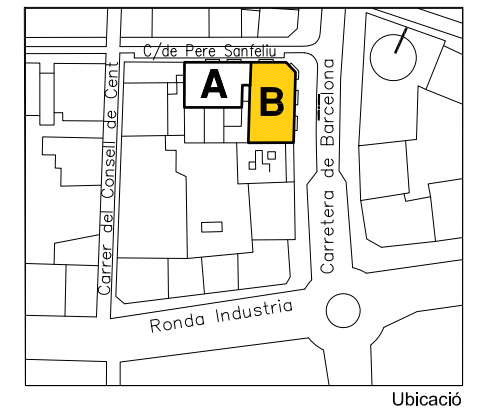 C/de Pere Sanfeliu
A
B
Carrer del Consell de Cent
Carretera de Barcelona
Ronda Industria
Ubicació